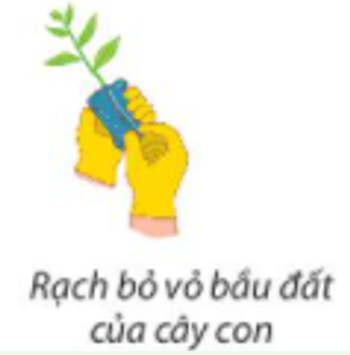 Rạch bỏ vỏ bầu đất
của cây con